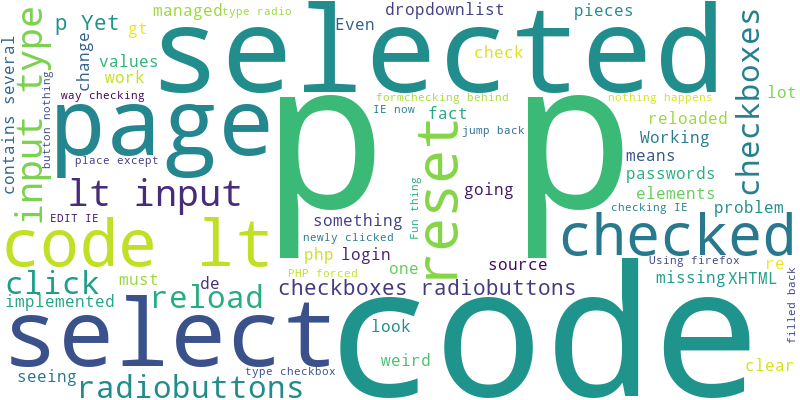 managed
type radio
dropdownlist
pieces
p Yet
gt
Even
selected
input type
contains several
change
values
work
check
checkboxes
lot
way checking
button nothing
page
p p
formchecking behind
nothing happens
IE now
fact
reloaded
jump back
Working
means
place except
reset
passwords
lt input
going
elements
Fun thing
EDIT IE
something
checking IE
problem
code lt
newly clicked
checked
php
login
one
source
Using firefox
re
click
de
PHP forced
missing
XHTML
must
reload
checkboxes radiobuttons
implemented
select
code
look
filled back
weird
clear
seeing
type checkbox
radiobuttons